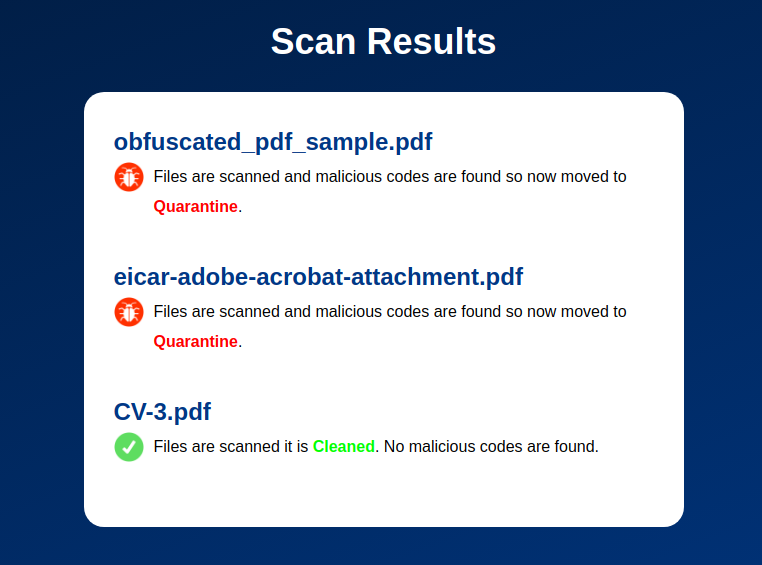 Scan Results
obfuscated_pdf_sample.pdf
Files are scanned and malicious codes are found so now moved to
Quarantine.
eicar-adobe-acrobat-attachment.pdf
Files are scanned and malicious codes are found so now moved to
Quarantine.
CV-3.pdf
Files are scanned it is Cleaned. No malicious codes are found.